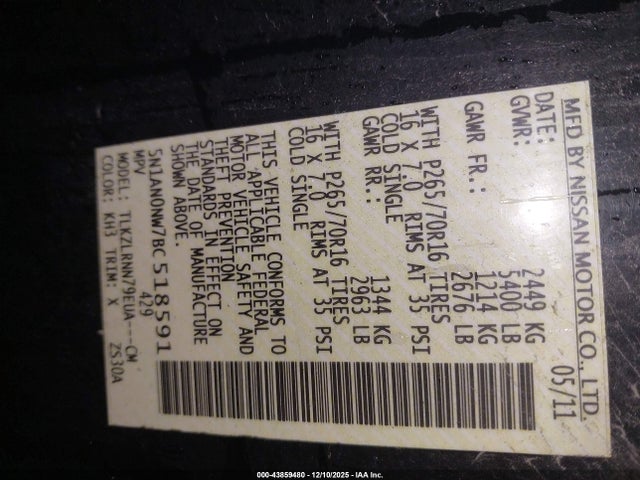 MFD BY NISSAN MOTOR CO., LTD.
DATE: 05/11
GVWR: 2449 KG
5400 LB
GAWR FR.: 1214 KG
2676 LB
WITH P265/70R16 TIRES
16 X 7.0 RIMS AT 35 PSI
COLD SINGLE
GAWR RR.: 1344 KG
2963 LB
WITH P265/70R16 TIRES
16 X 7.0 RIMS AT 35 PSI
COLD SINGLE
THIS VEHICLE CONFORMS TO
ALL APPLICABLE FEDERAL
MOTOR VEHICLE SAFETY AND
THEFT PREVENTION
STANDARDS IN EFFECT ON
THE DATE OF MANUFACTURE
SHOWN ABOVE.
5N1AN0NW7BC518591
MPV 429
MODEL: TLKZLRNN79EUA---CW
COLOR: KH3 TRIM: X ZS30A
000-43859480 - 12/10/2025 - IAA Inc.